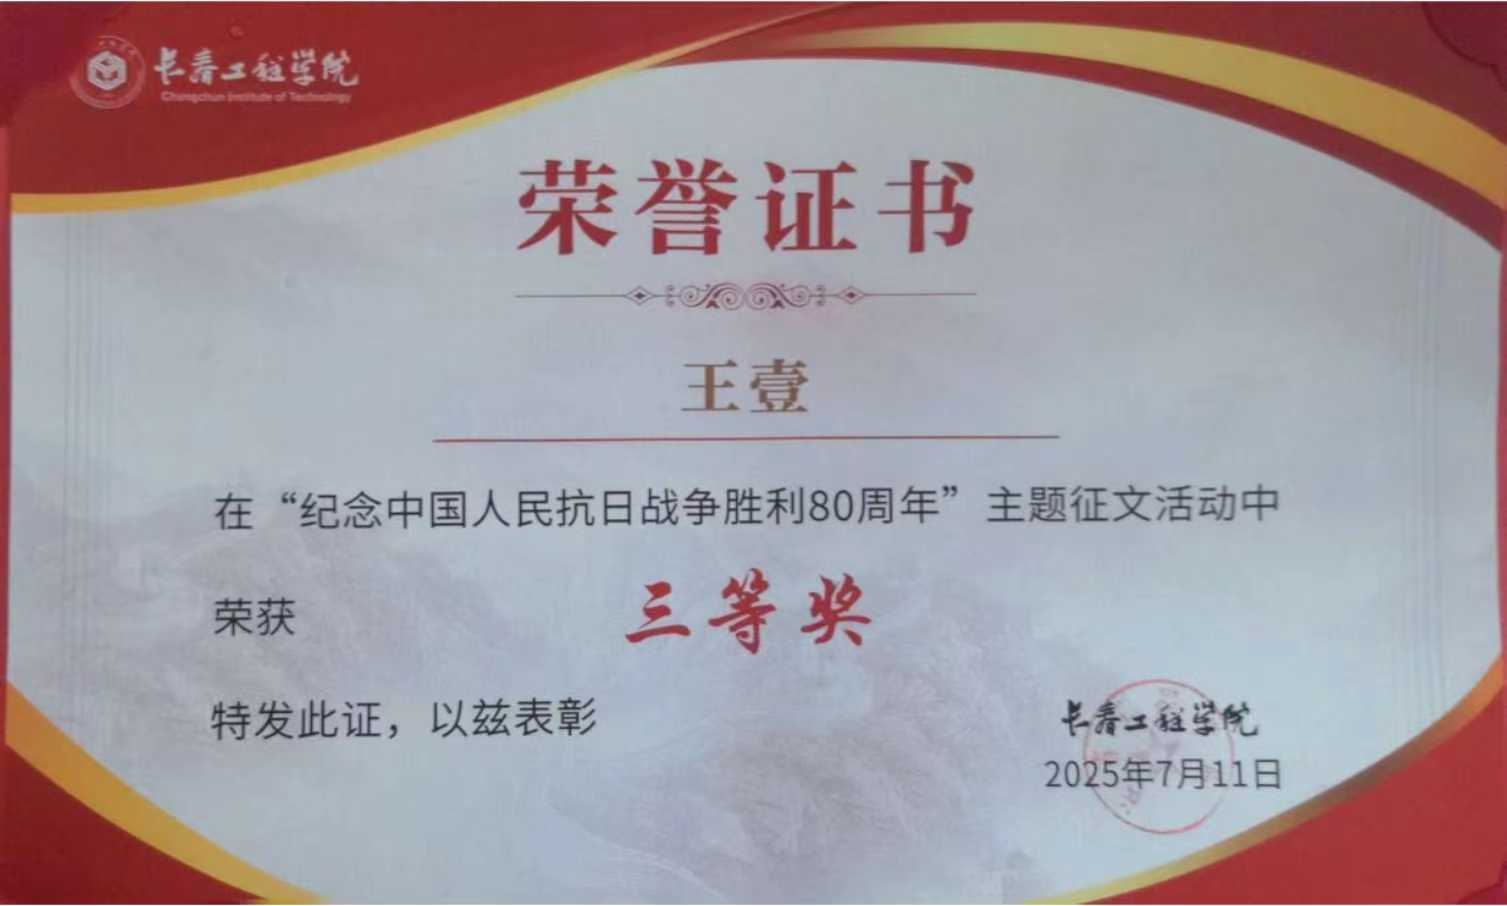 长春工程学院
Changchun Institute of Technology
荣誉证书
王壹
在“纪念中国人民抗日战争胜利80周年”主题征文活动中
荣获 三等奖
特发此证，以兹表彰
长春工程学院
2025年7月11日